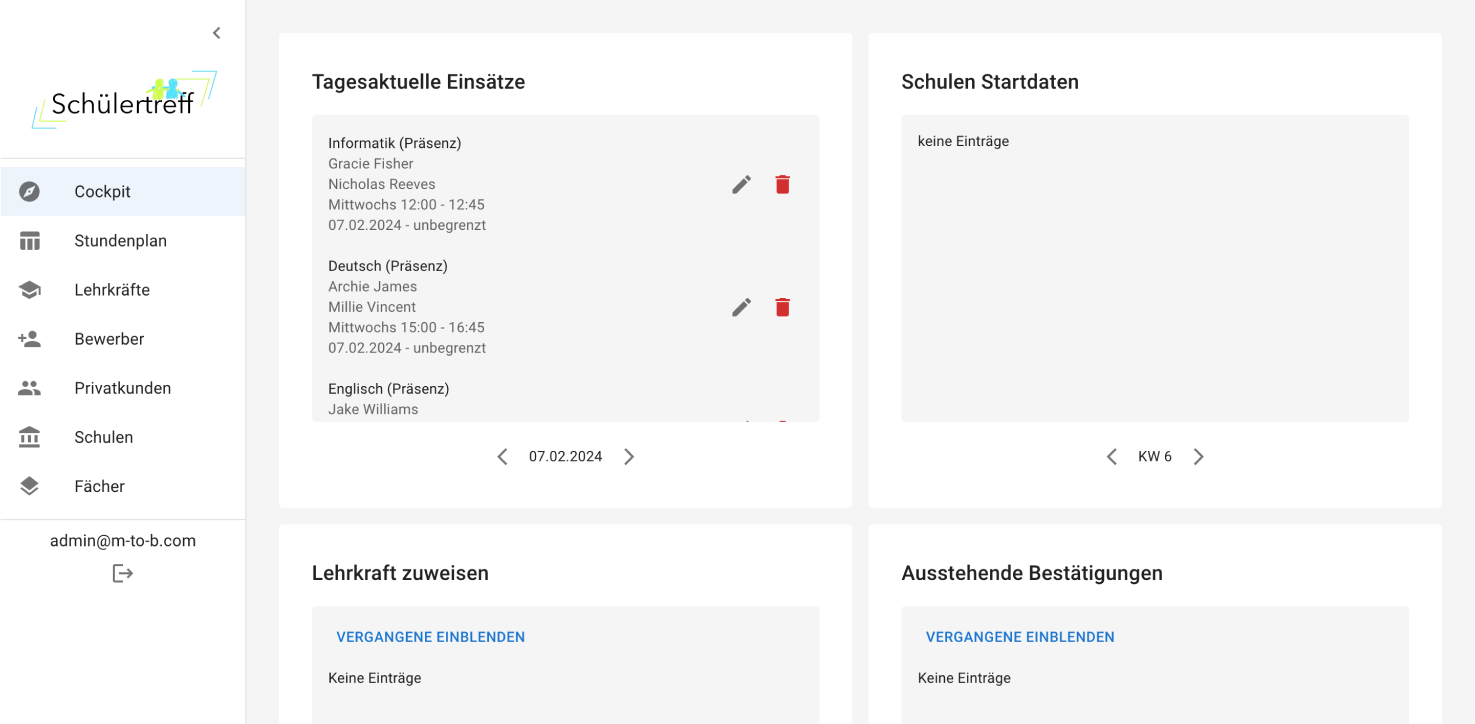 Schülertreff
Cockpit
Stundenplan
Lehrkräfte
Bewerber
Privatkunden
Schulen
Fächer
admin@m-to-b.com
Tagesaktuelle Einsätze
Informatik (Präsenz)
Gracie Fisher
Nicholas Reeves
Mittwochs 12:00 - 12:45
07.02.2024 - unbegrenzt
Deutsch (Präsenz)
Archie James
Millie Vincent
Mittwochs 15:00 - 16:45
07.02.2024 - unbegrenzt
Englisch (Präsenz)
Jake Williams
07.02.2024
Schulen Startdaten
keine Einträge
KW 6
Lehrkraft zuweisen
VERGANGENE EINBLENDEN
Keine Einträge
Ausstehende Bestätigungen
VERGANGENE EINBLENDEN
Keine Einträge